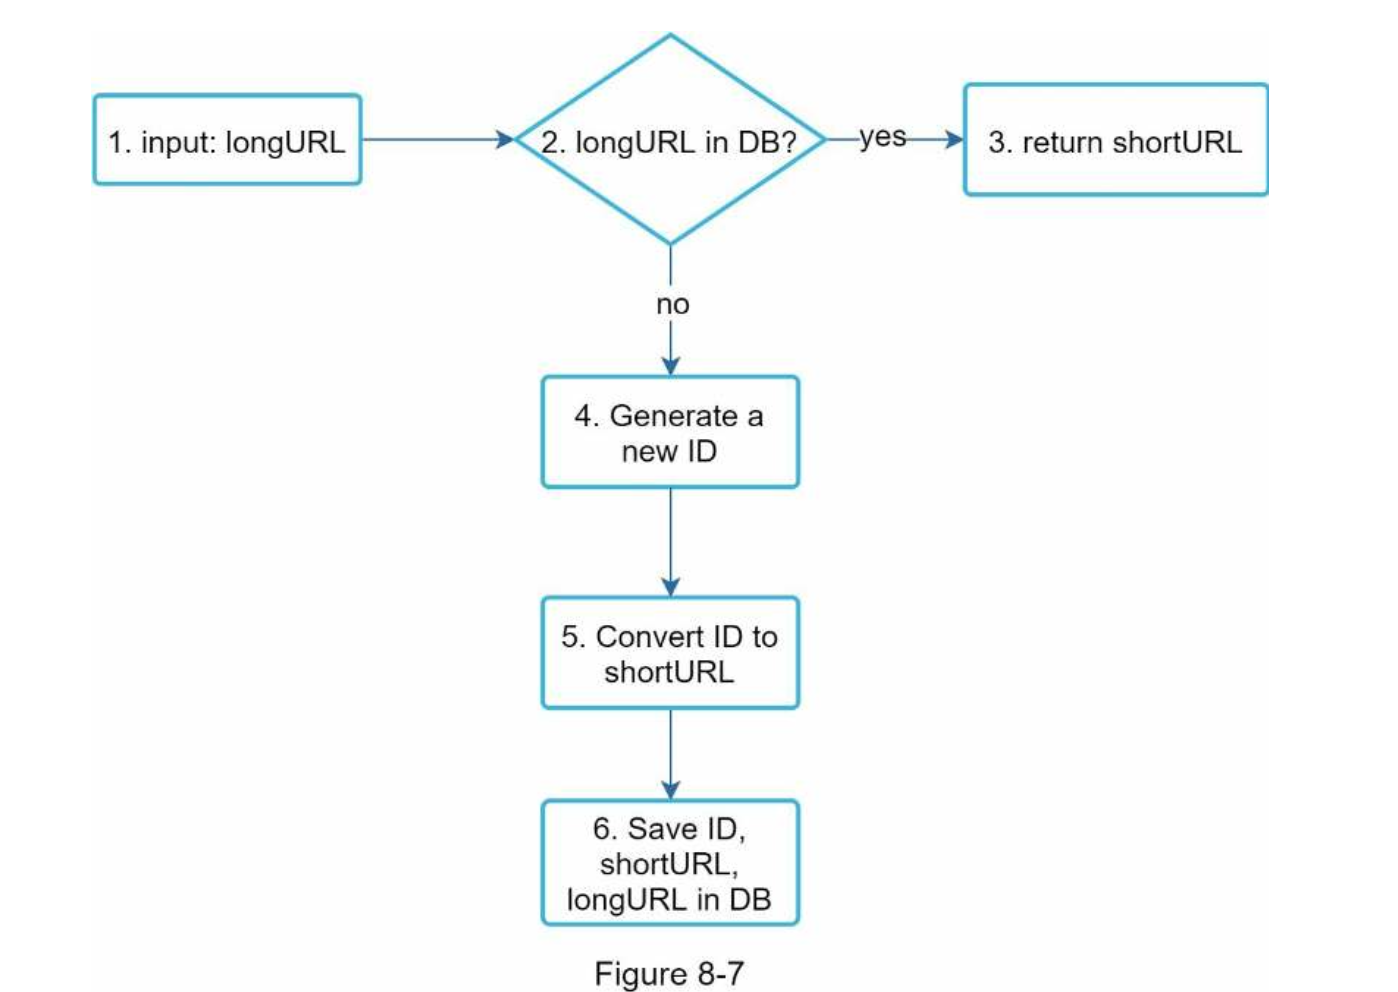 1. input: longURL
2. longURL in DB?
yes
3. return shortURL
no
4. Generate a
new ID
5. Convert ID to
shortURL
6. Save ID,
shortURL,
longURL in DB
Figure 8-7